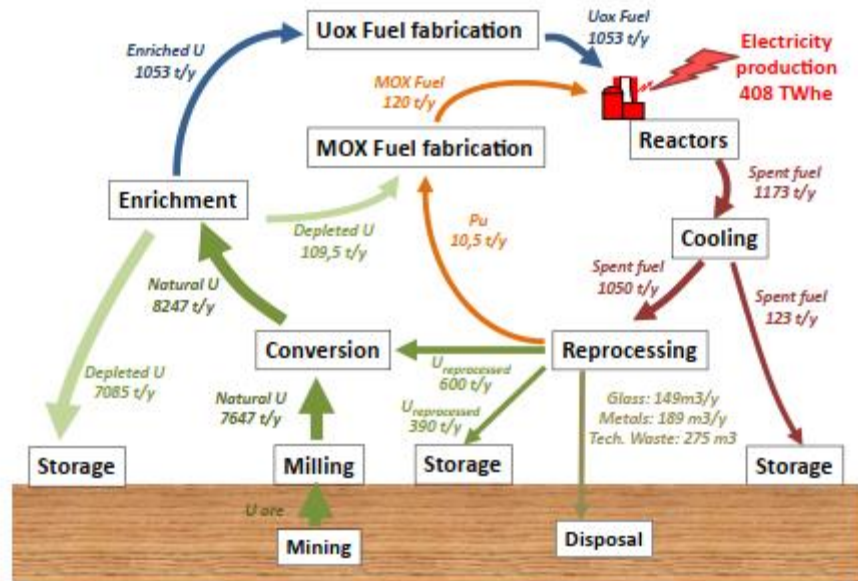 Enriched U
1053 t/y
Uox Fuel fabrication
Uox Fuel
1053 t/y
Electricity
production
408 TWhe
MOX Fuel
120 t/y
MOX Fuel fabrication
Reactors
Enrichment
Depleted U
109,5 t/y
Pu
10,5 t/y
Spent fuel
1173 t/y
Cooling
Natural U
8247 t/y
Spent fuel
1050 t/y
Spent fuel
123 t/y
Conversion
Reprocessing
Depleted U
7085 t/y
Natural U
7647 t/y
Ureprocessed
600 t/y
Ureprocessed
390 t/y
Glass: 149m3/y
Metals: 189 m3/y
Tech. Waste: 275 m3
Storage
Milling
Storage
Storage
U ore
Mining
Disposal